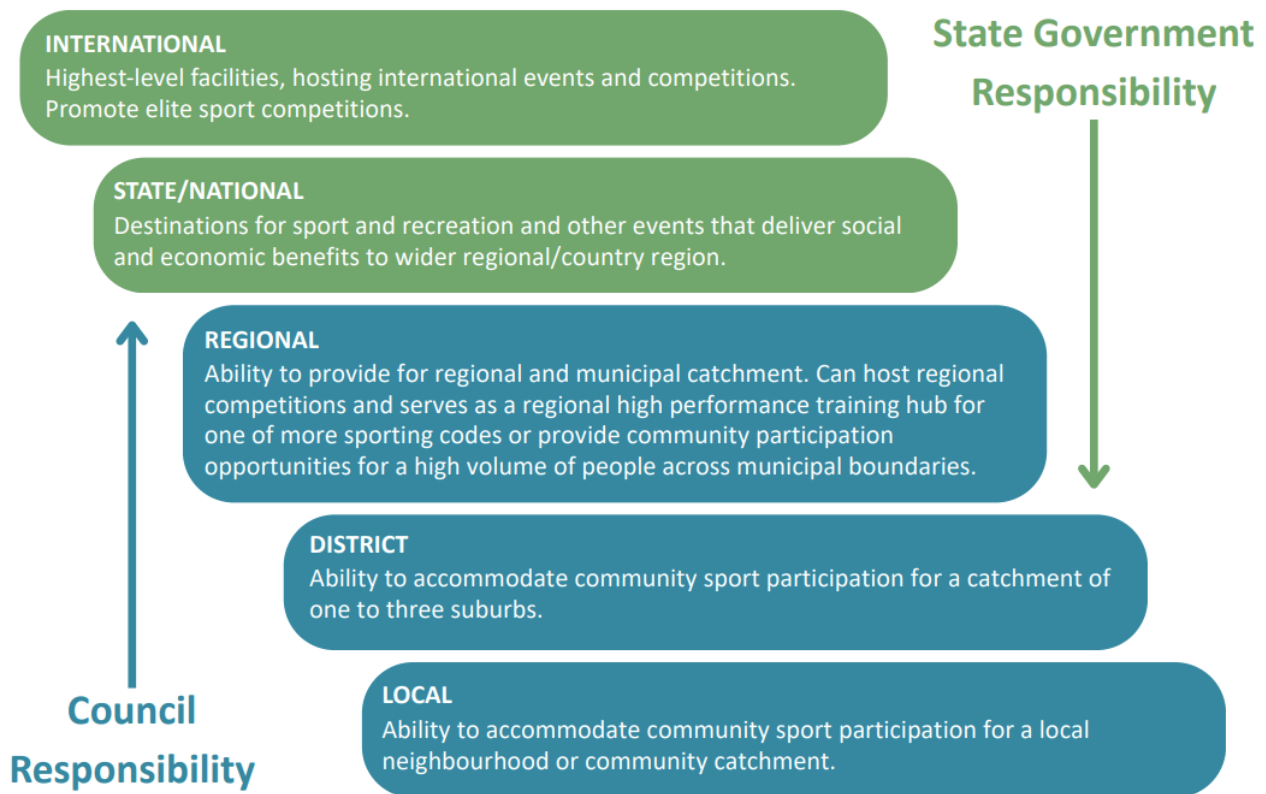 INTERNATIONAL
Highest-level facilities, hosting international events and competitions.
Promote elite sport competitions.
State Government
Responsibility
STATE/NATIONAL
Destinations for sport and recreation and other events that deliver social
and economic benefits to wider regional/country region.
REGIONAL
Ability to provide for regional and municipal catchment. Can host regional
competitions and serves as a regional high performance training hub for
one of more sporting codes or provide community participation
opportunities for a high volume of people across municipal boundaries.
DISTRICT
Ability to accommodate community sport participation for a catchment of
one to three suburbs.
LOCAL
Ability to accommodate community sport participation for a local
neighbourhood or community catchment.
Council
Responsibility